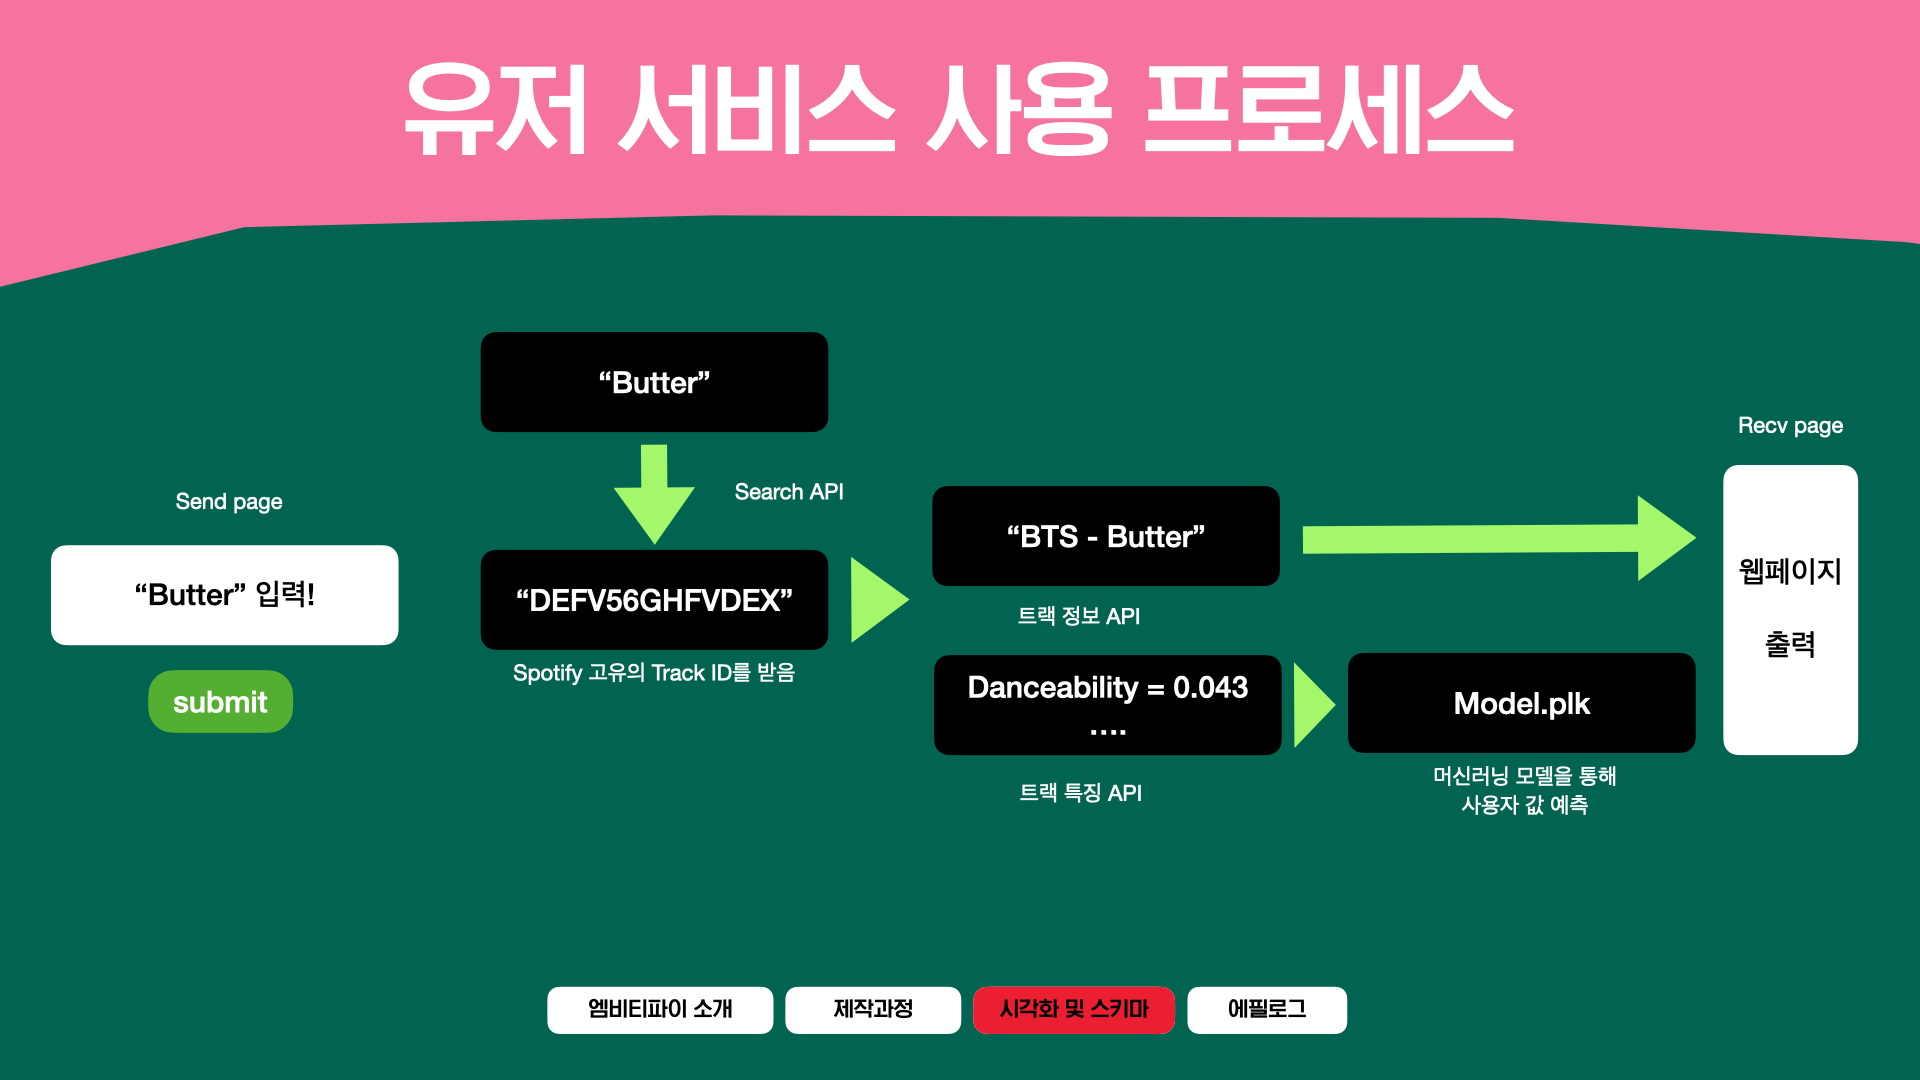 유저 서비스 사용 프로세스
Send page
“Butter” 입력!
submit
“Butter”
Search API
“DEFV56GHFVDEX”
Spotify 고유의 Track ID를 받음
“BTS - Butter”
트랙 정보 API
Danceability = 0.043
....
트랙 특징 API
Model.plk
머신러닝 모델을 통해
사용자 값 예측
Recv page
웹페이지
출력
엠비티파이 소개
제작과정
시각화 및 스키마
에필로그